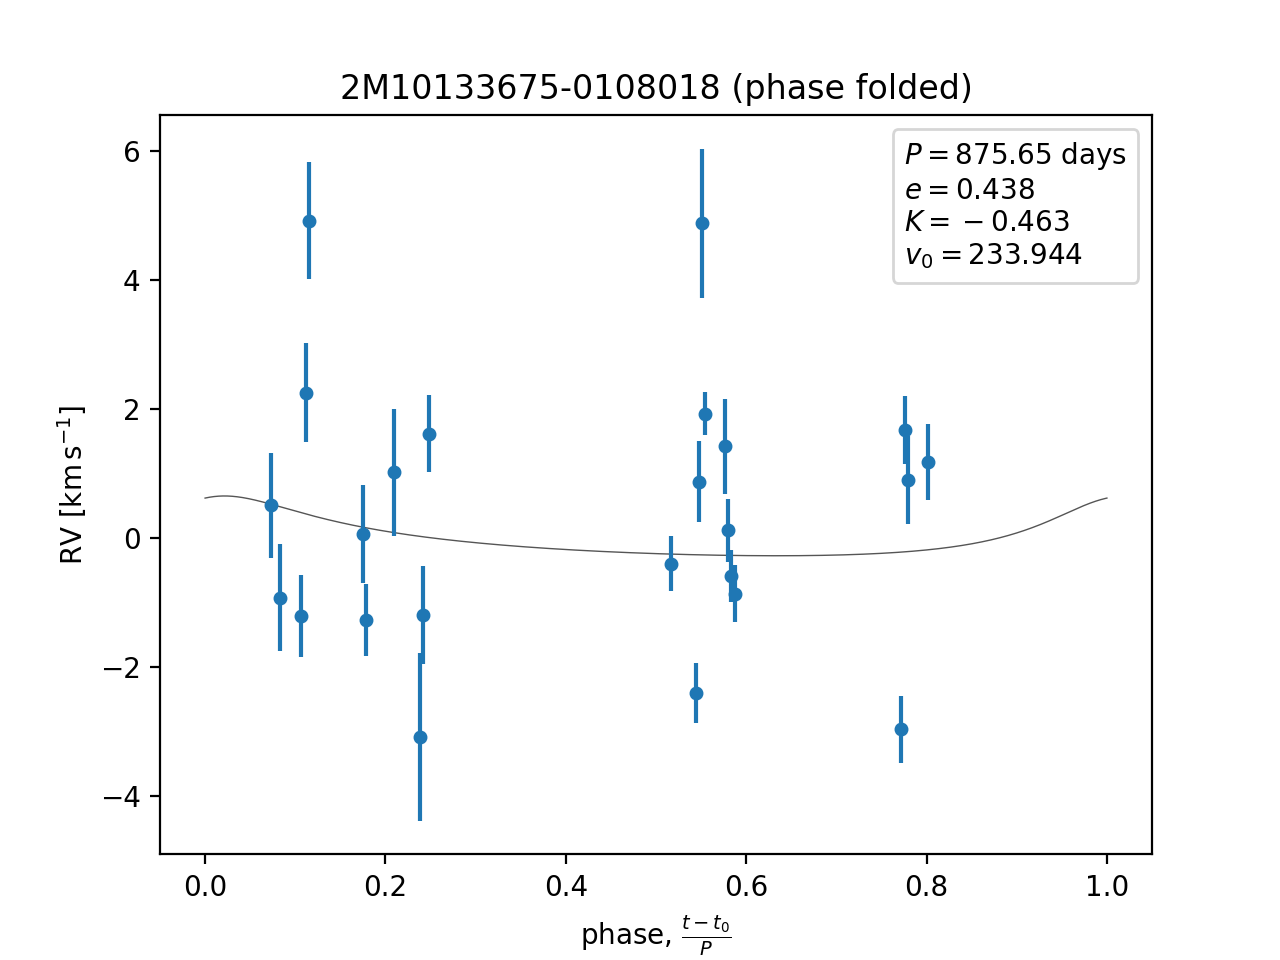 2M10133675-0108018 (phase folded)
P = 875.65 days
e = 0.438
K = −0.463
v₀ = 233.944
6
4
2
0
−2
−4
RV [km s⁻¹]
0.0 0.2 0.4 0.6 0.8 1.0
phase, (t − t₀)/P